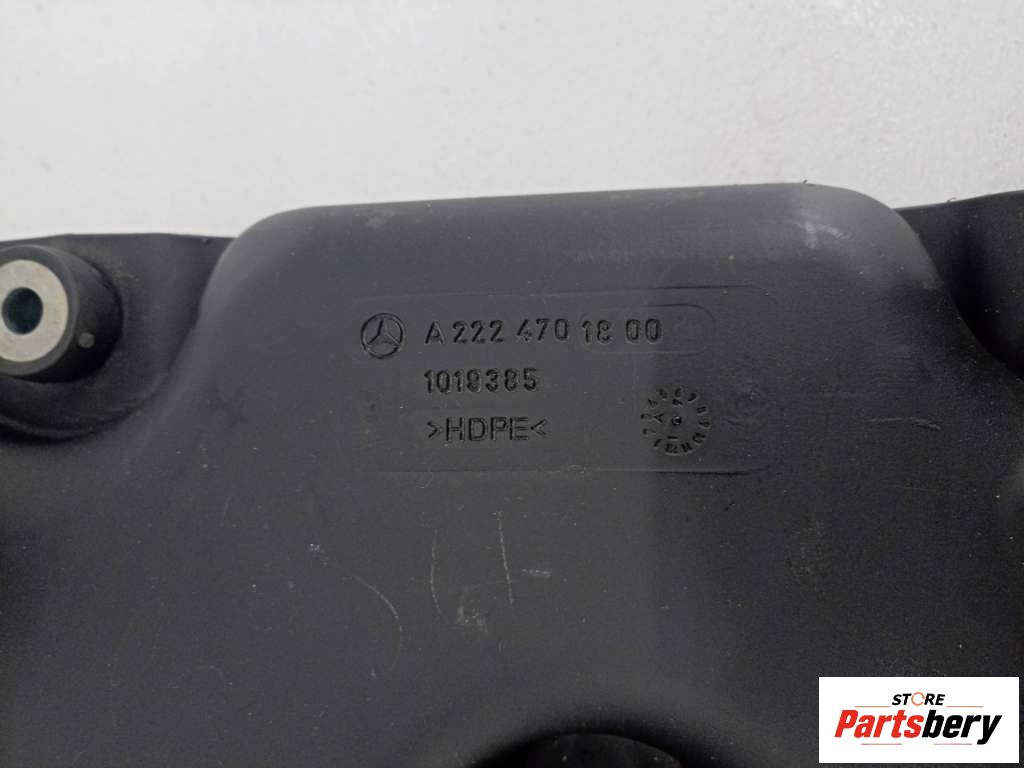 A 222 470 18 00
1019385
>HDPE<
STORE
Partsbery